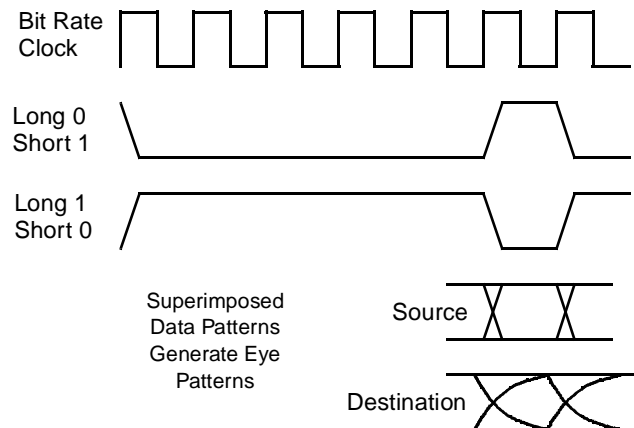 Bit Rate
Clock
Long 0
Short 1
Long 1
Short 0
Superimposed
Data Patterns
Generate Eye
Patterns
Source
Destination